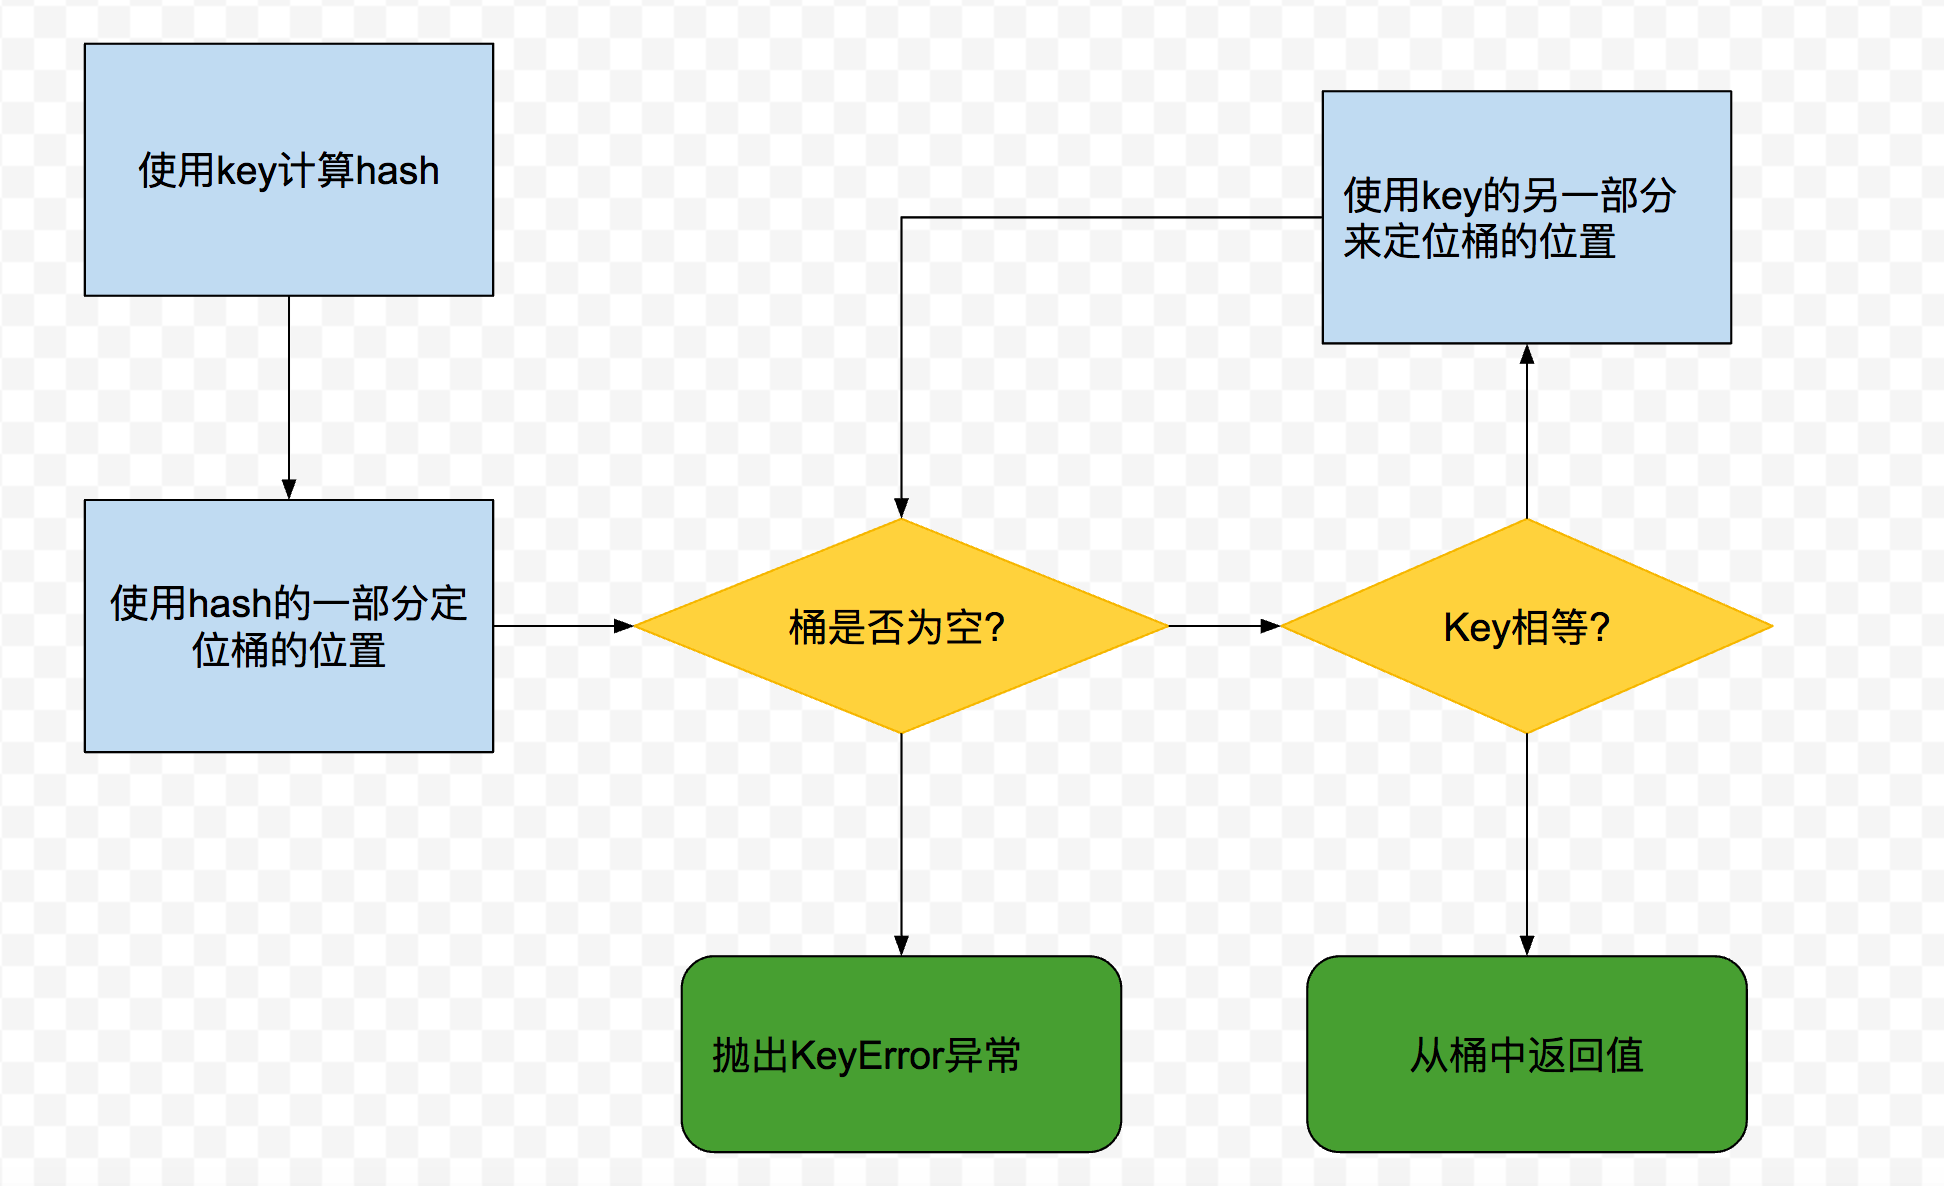 使用key计算hash
使用key的另一部分
来定位桶的位置
使用hash的一部分定
位桶的位置
桶是否为空?
Key相等?
抛出KeyError异常
从桶中返回值